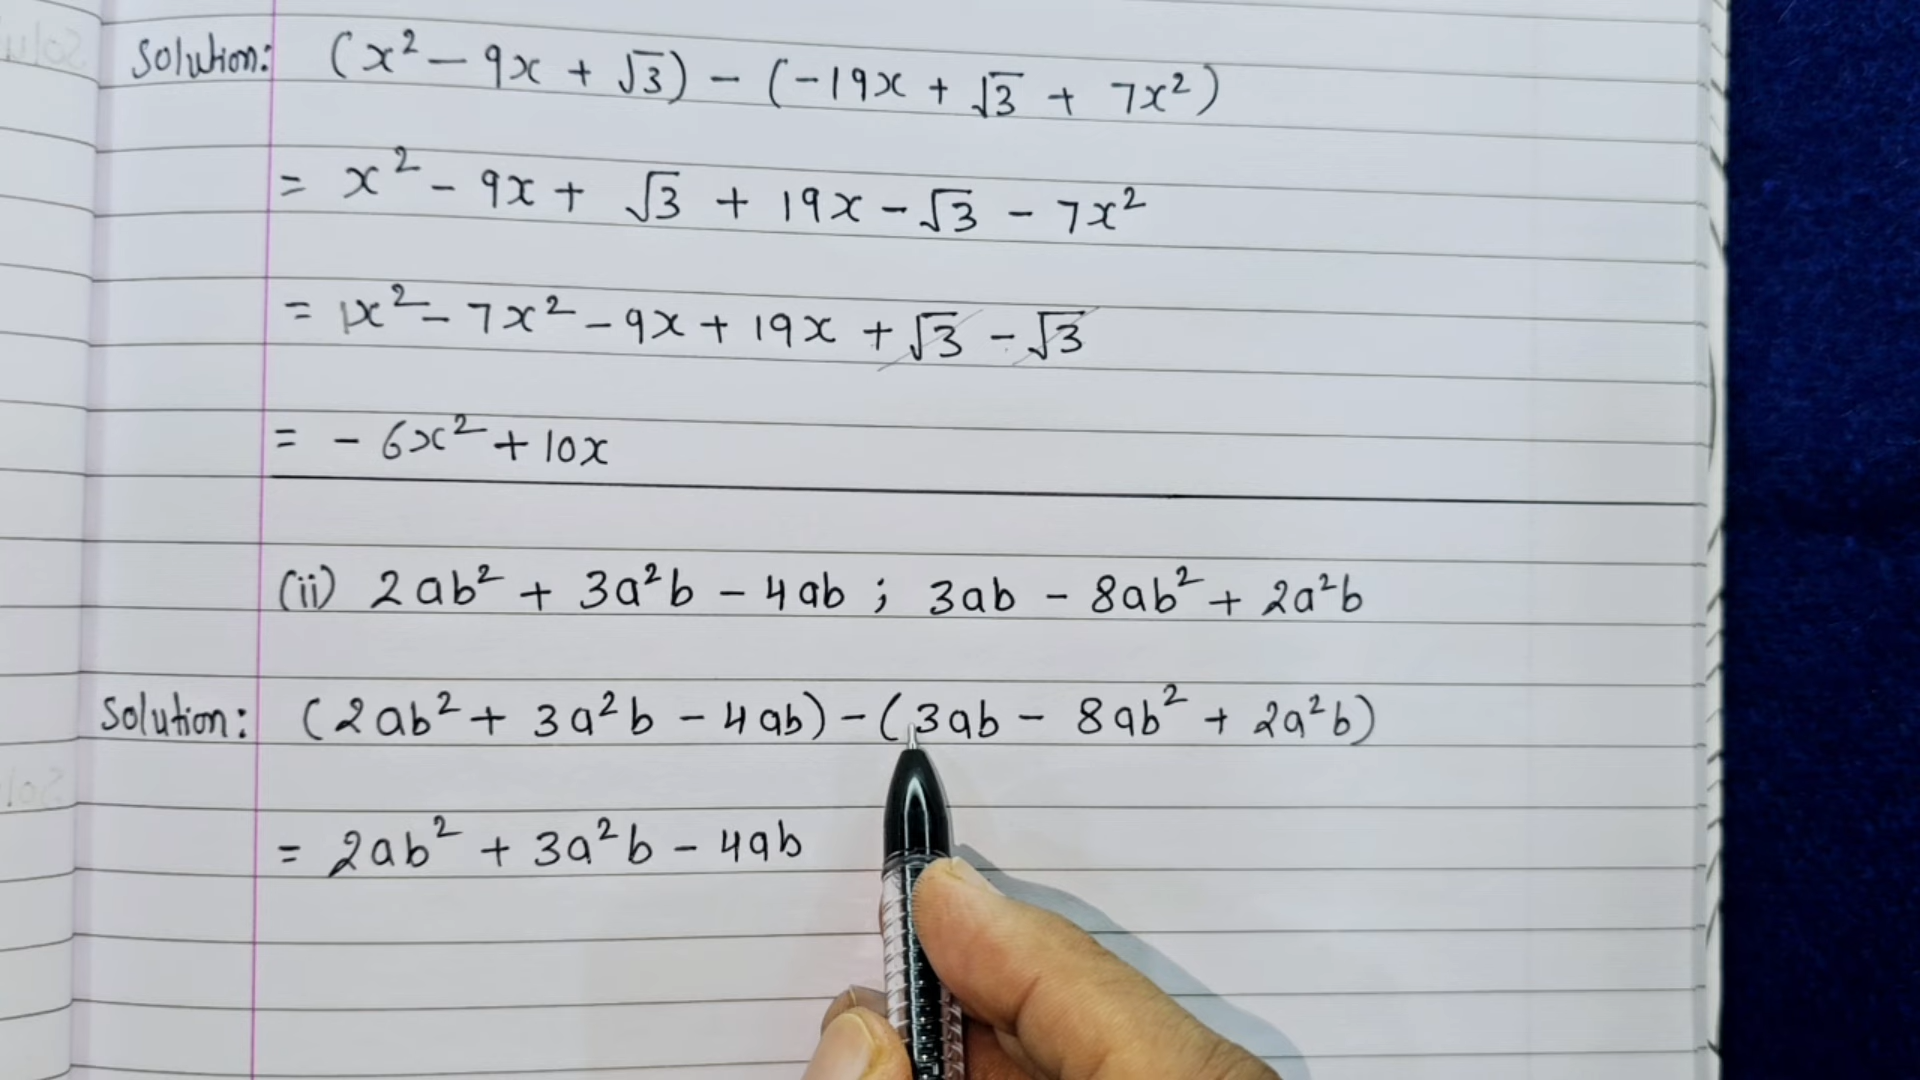 Solution: (x² - 9x + √3) - (-19x + √3 + 7x²)
= x² - 9x + √3 + 19x - √3 - 7x²
= 1x² - 7x² - 9x + 19x + √3 - √3
= - 6x² + 10x
(ii) 2ab² + 3a²b - 4ab ; 3ab - 8ab² + 2a²b
Solution: (2ab² + 3a²b - 4ab) - (3ab - 8ab² + 2a²b)
= 2ab² + 3a²b - 4ab